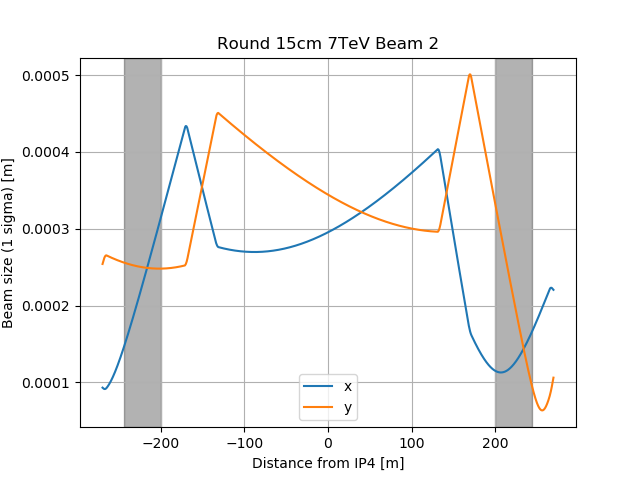 Round 15cm 7TeV Beam 2
Beam size (1 sigma) [m]
0.0005
0.0004
0.0003
0.0002
0.0001
x
y
−200
−100
0
100
200
Distance from IP4 [m]